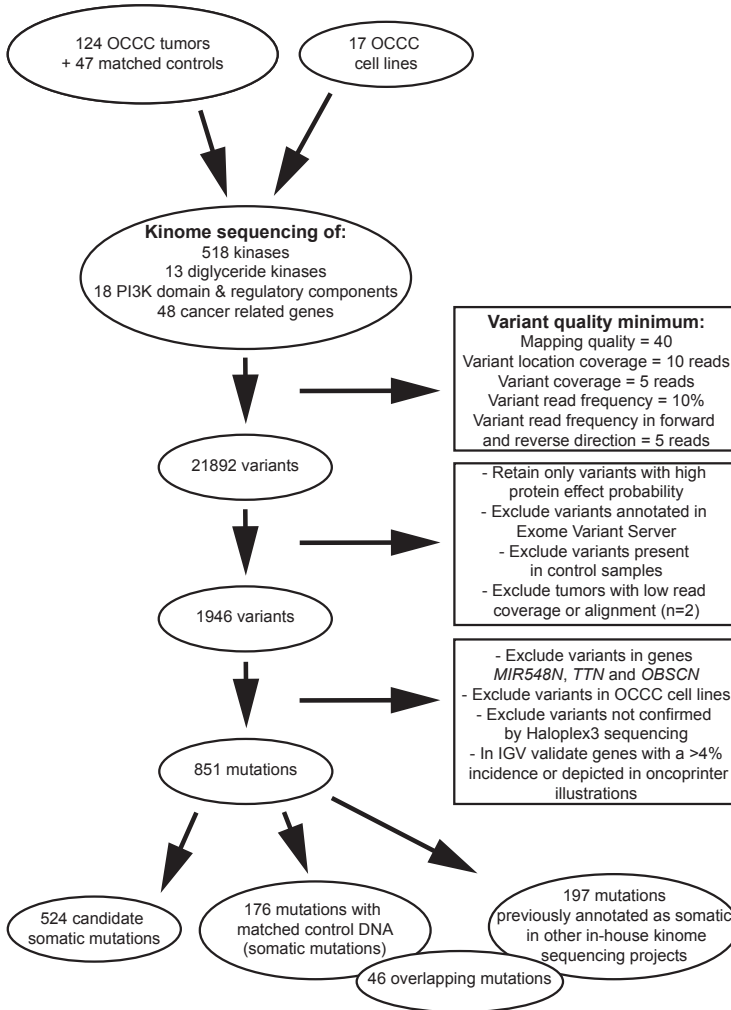 124 OCCC tumors
+ 47 matched controls
17 OCCC
cell lines
Kinome sequencing of:
518 kinases
13 diglyceride kinases
18 PI3K domain & regulatory components
48 cancer related genes
Variant quality minimum:
Mapping quality = 40
Variant location coverage = 10 reads
Variant coverage = 5 reads
Variant read frequency = 10%
Variant read frequency in forward
and reverse direction = 5 reads
21892 variants
- Retain only variants with high
protein effect probability
- Exclude variants annotated in
Exome Variant Server
- Exclude variants present
in control samples
- Exclude tumors with low read
coverage or alignment (n=2)
1946 variants
- Exclude variants in genes
MIR548N, TTN and OBSCN
- Exclude variants in OCCC cell lines
- Exclude variants not confirmed
by Haloplex3 sequencing
- In IGV validate genes with a >4%
incidence or depicted in oncoprinter
illustrations
851 mutations
524 candidate
somatic mutations
176 mutations with
matched control DNA
(somatic mutations)
197 mutations
previously annotated as somatic
in other in-house kinome
sequencing projects
46 overlapping mutations